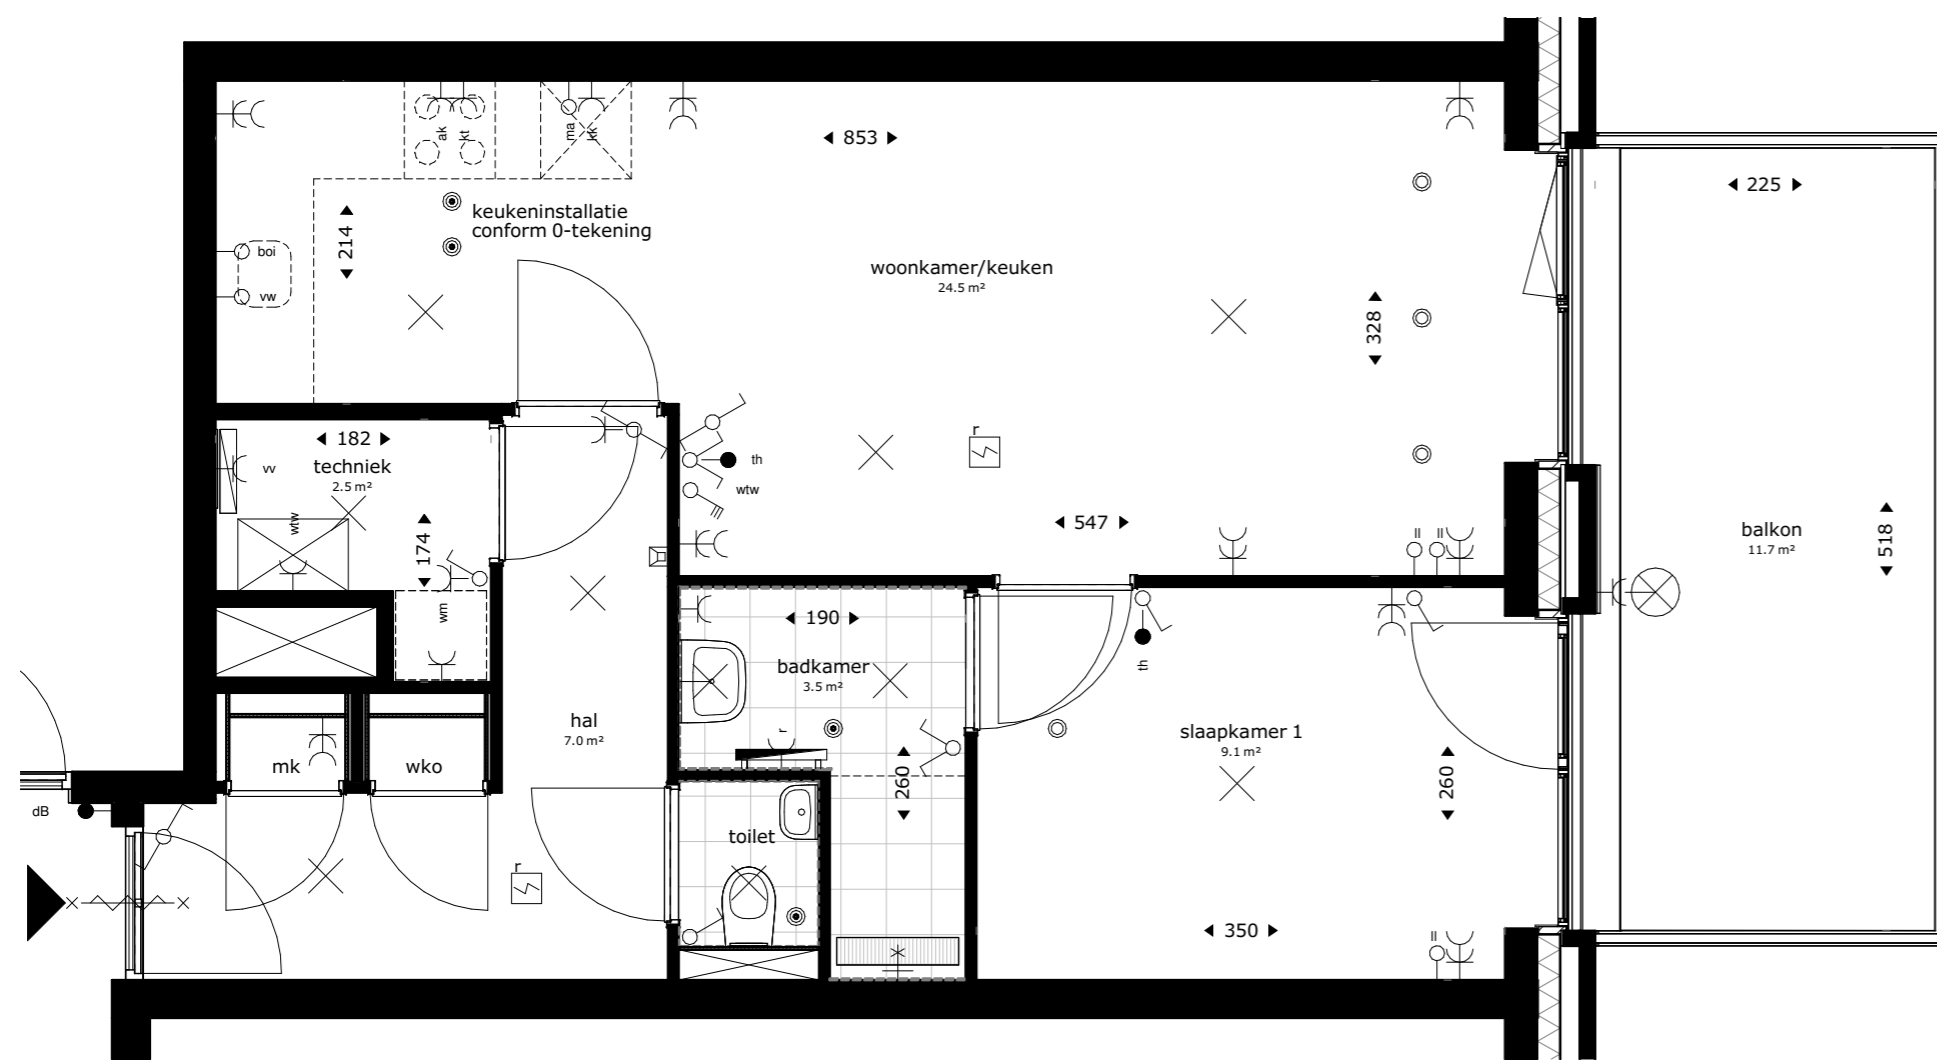 ak
kt
ma
kk
853
225
keukeninstallatie
conform 0-tekening
214
boi
vw
woonkamer/keuken
24.5 m²
328
182
techniek
2.5 m²
vv
wtw
174
wm
r
th
wtw
547
ll
ll
balkon
11.7 m²
518
190
badkamer
3.5 m²
r
260
th
hal
7.0 m²
slaapkamer 1
9.1 m²
260
mk
wko
dB
toilet
r
350
ll